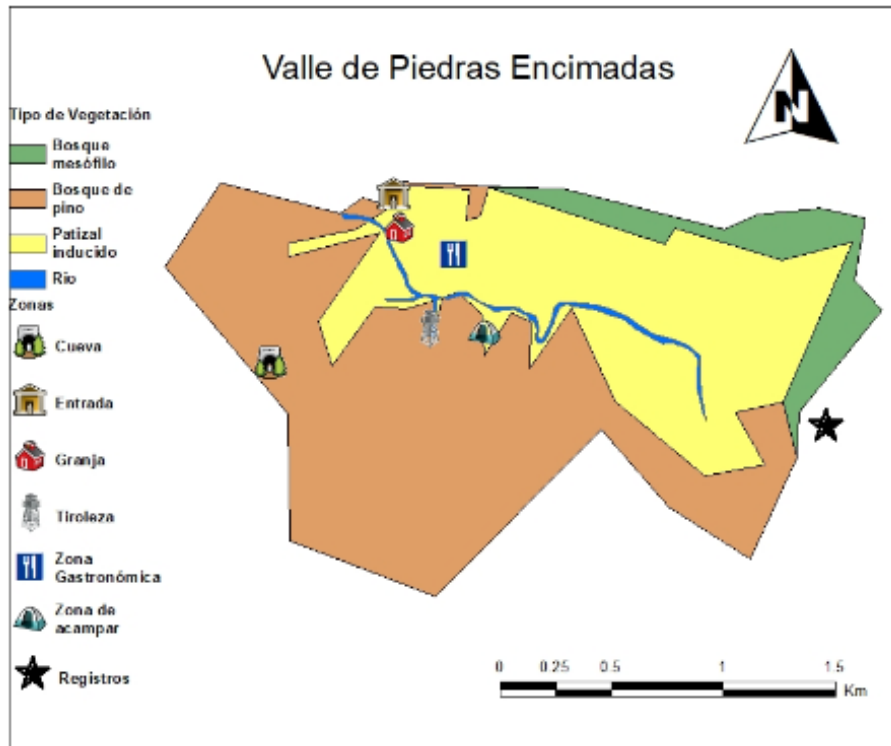 Valle de Piedras Encimadas
N
Tipo de Vegetación
Bosque
mesófilo
Bosque de
pino
Patizal
inducido
Rio
Zonas
Cueva
Entrada
Granja
Tiroleza
Zona
Gastronómica
Zona de
acampar
Registros
0 0.25 0.5 1 1.5
Km